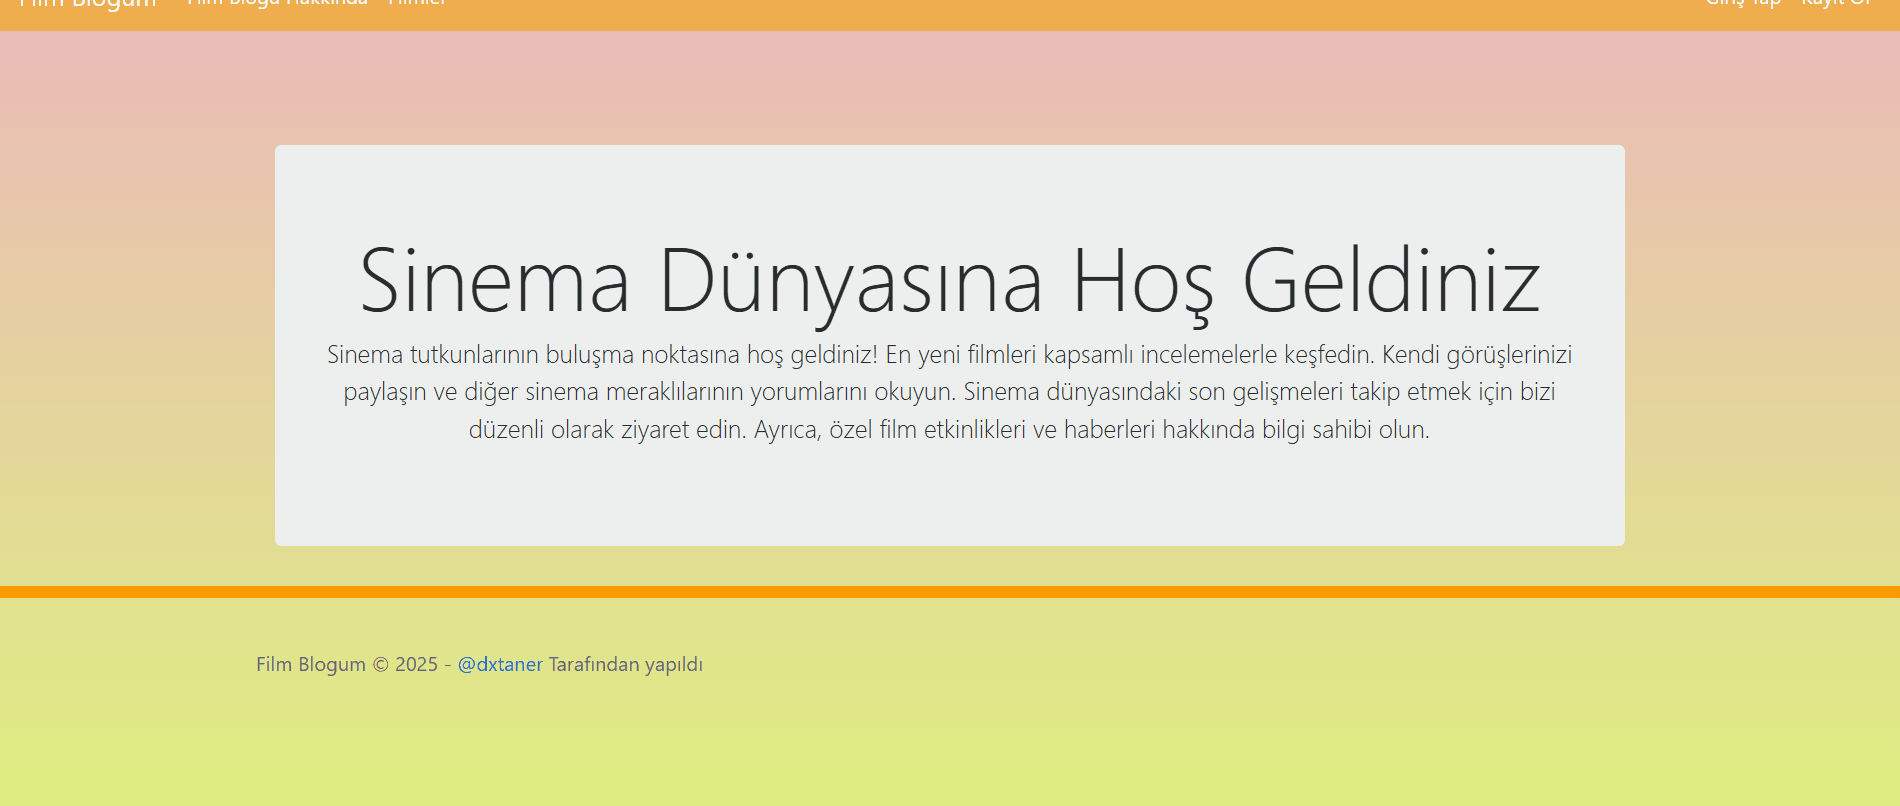 Film Blogum Film Blogu Hakkında Filmler Giriş Yap Kayıt Ol
Sinema Dünyasına Hoş Geldiniz
Sinema tutkunlarının buluşma noktasına hoş geldiniz! En yeni filmleri kapsamlı incelemelerle keşfedin. Kendi görüşlerinizi
paylaşın ve diğer sinema meraklılarının yorumlarını okuyun. Sinema dünyasındaki son gelişmeleri takip etmek için bizi
düzenli olarak ziyaret edin. Ayrıca, özel film etkinlikleri ve haberleri hakkında bilgi sahibi olun.
Film Blogum © 2025 - @dxtaner Tarafından yapıldı